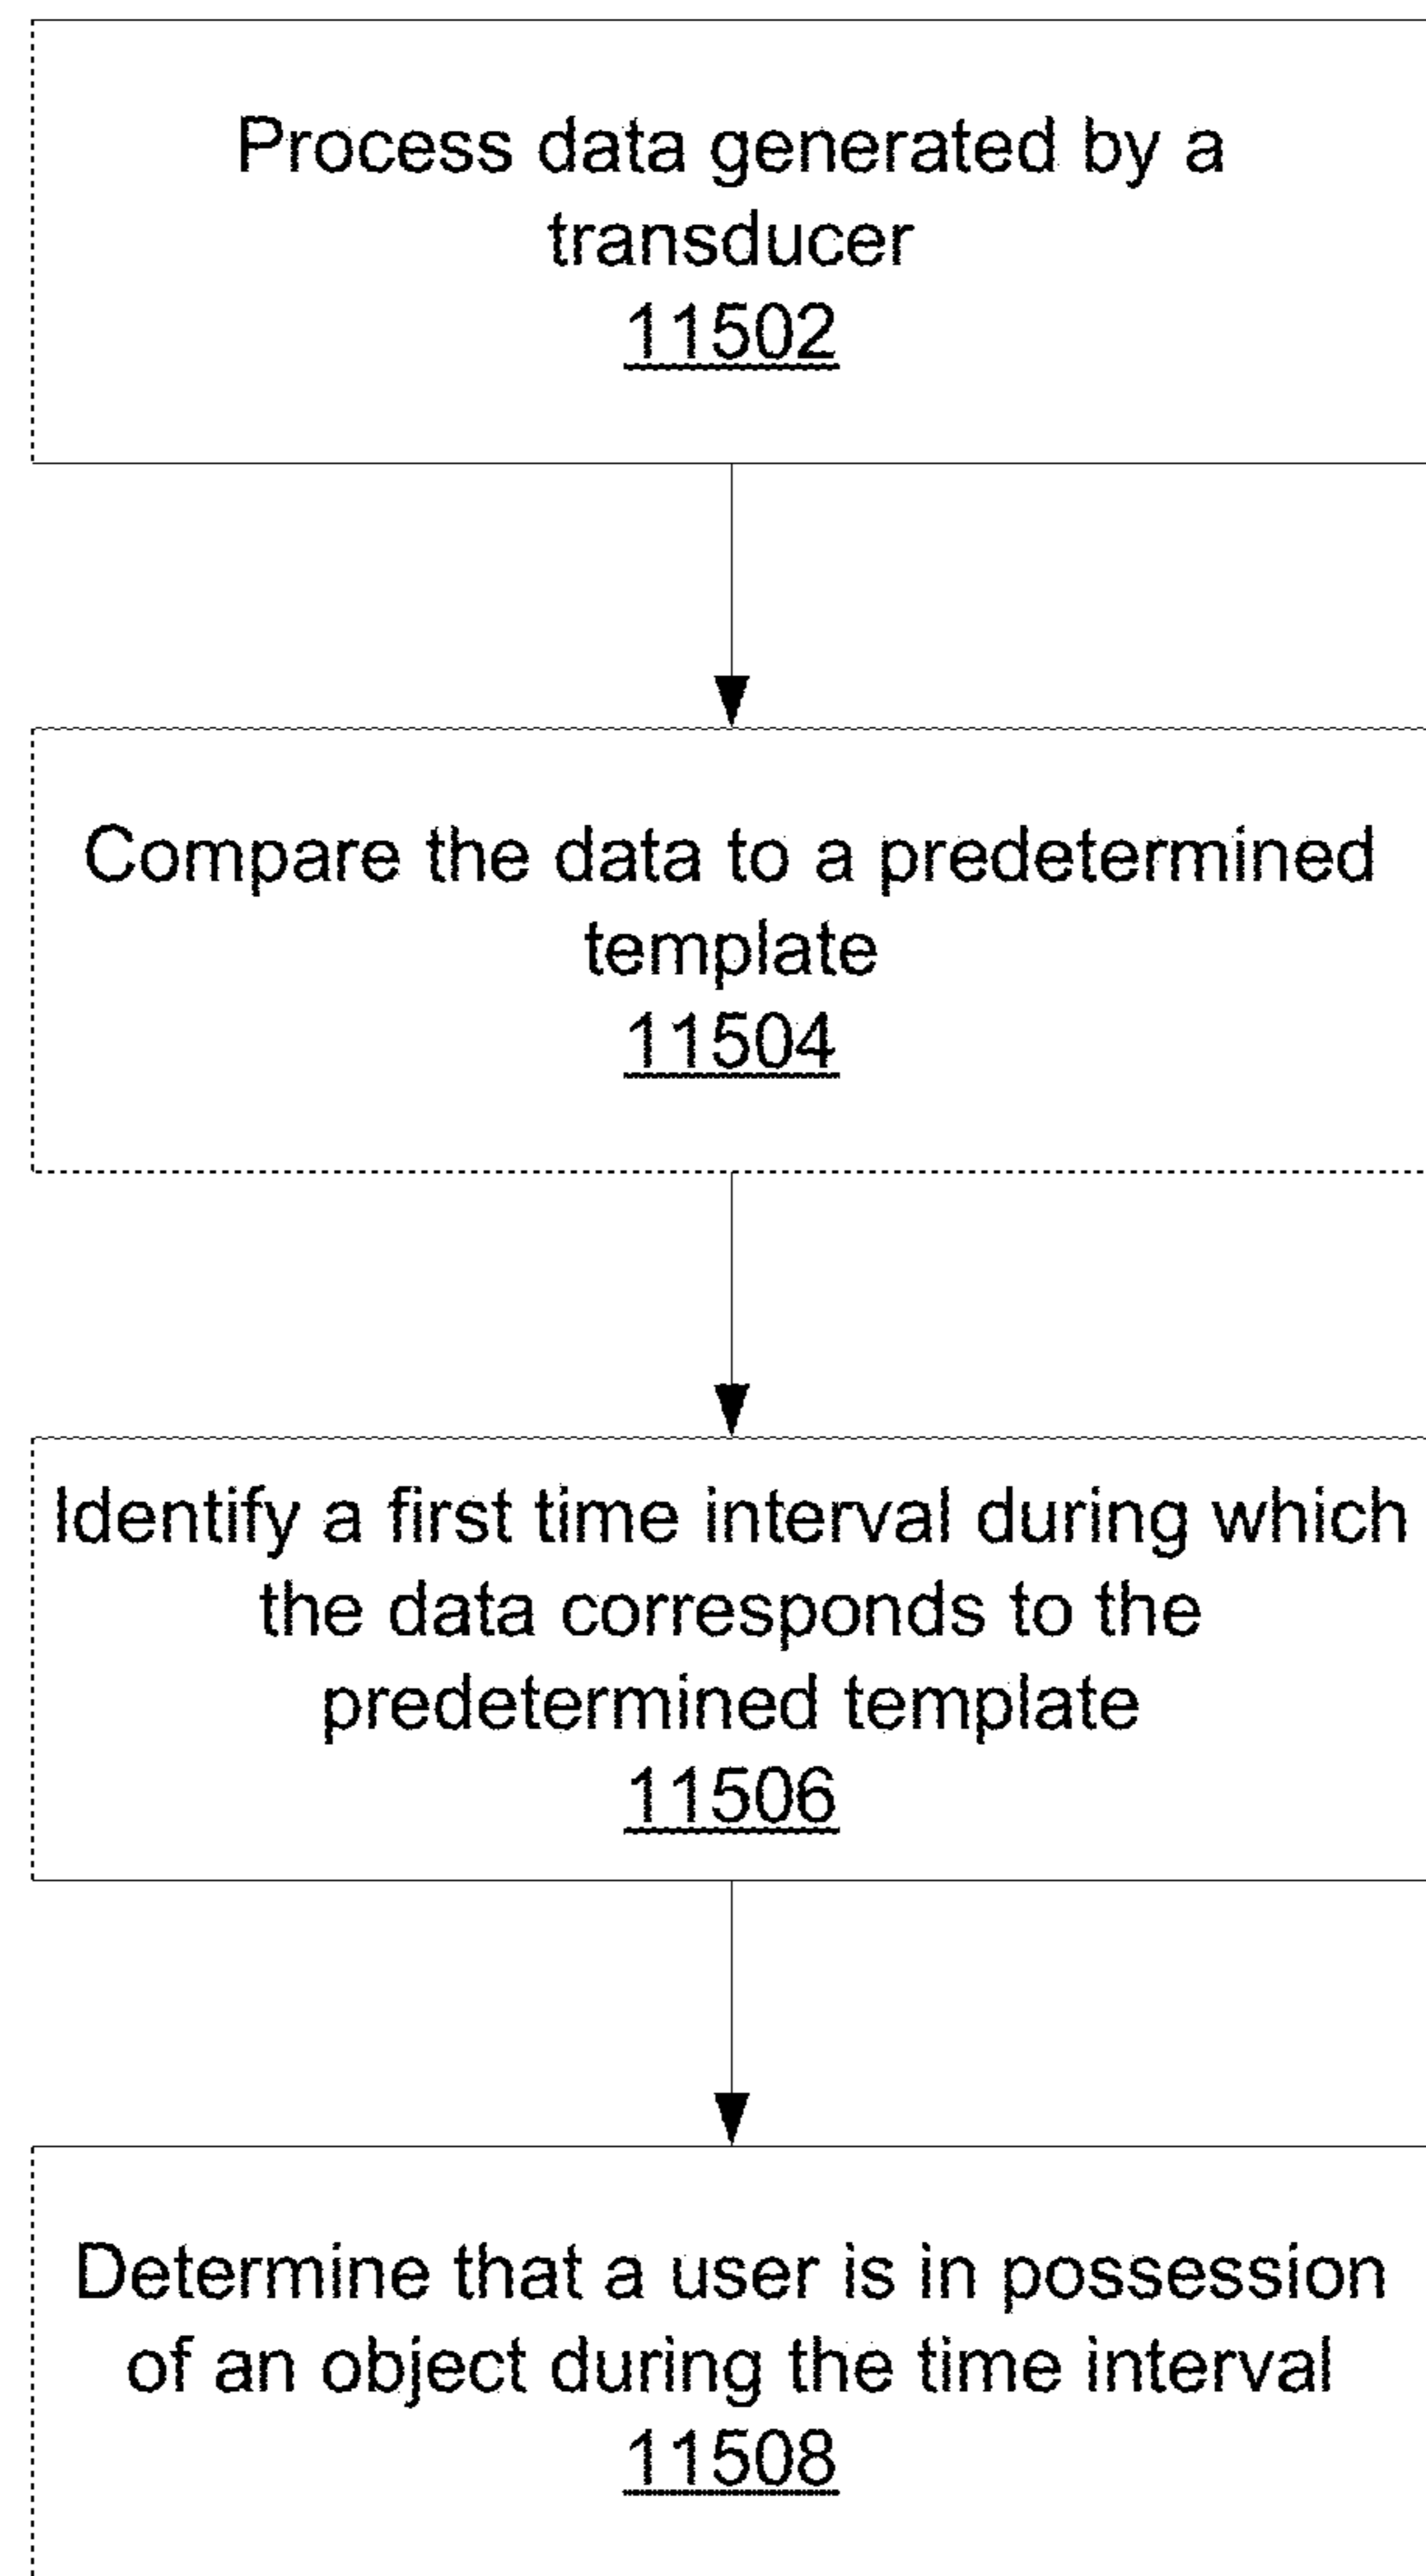 Process data generated by a
transducer
11502
Compare the data to a predetermined
template
11504
Identify a first time interval during which
the data corresponds to the
predetermined template
11506
Determine that a user is in possession
of an object during the time interval
11508